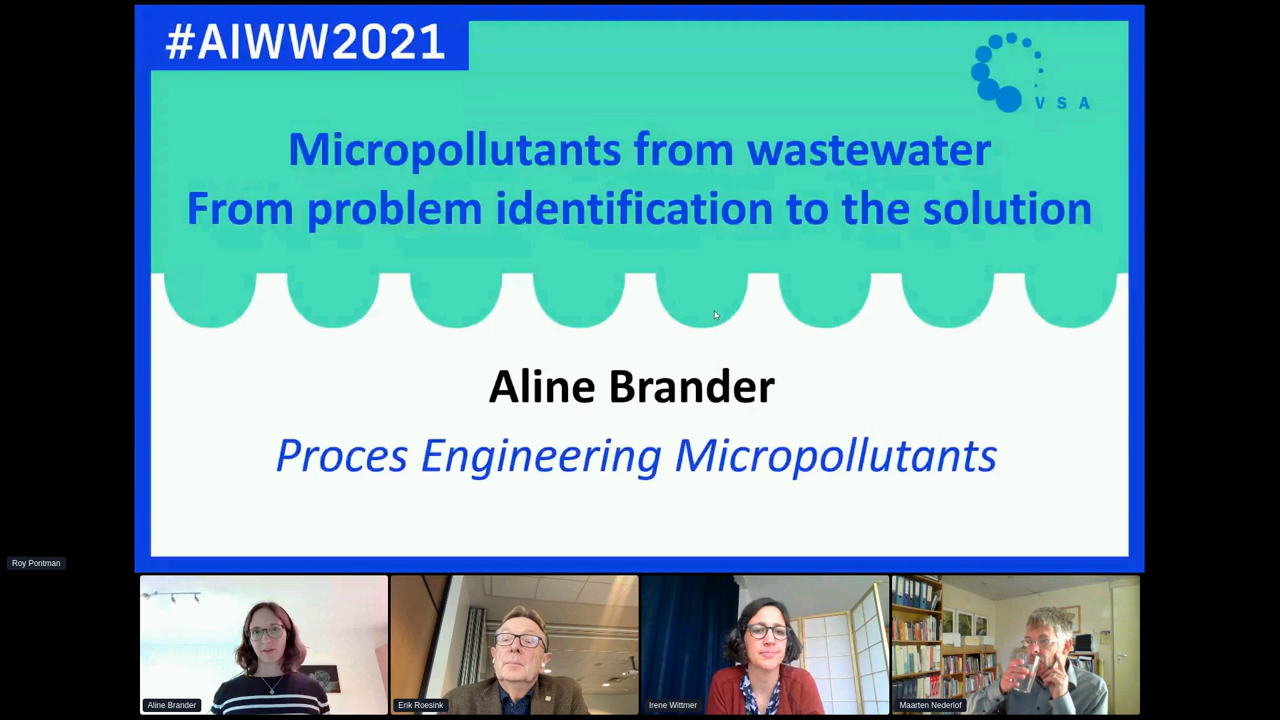 #AIWW2021
VSA
Micropollutants from wastewater
From problem identification to the solution
Aline Brander
Proces Engineering Micropollutants
Roy Pontman
Aline Brander
Erik Roesink
Irene Wittmer
Maarten Nederlof